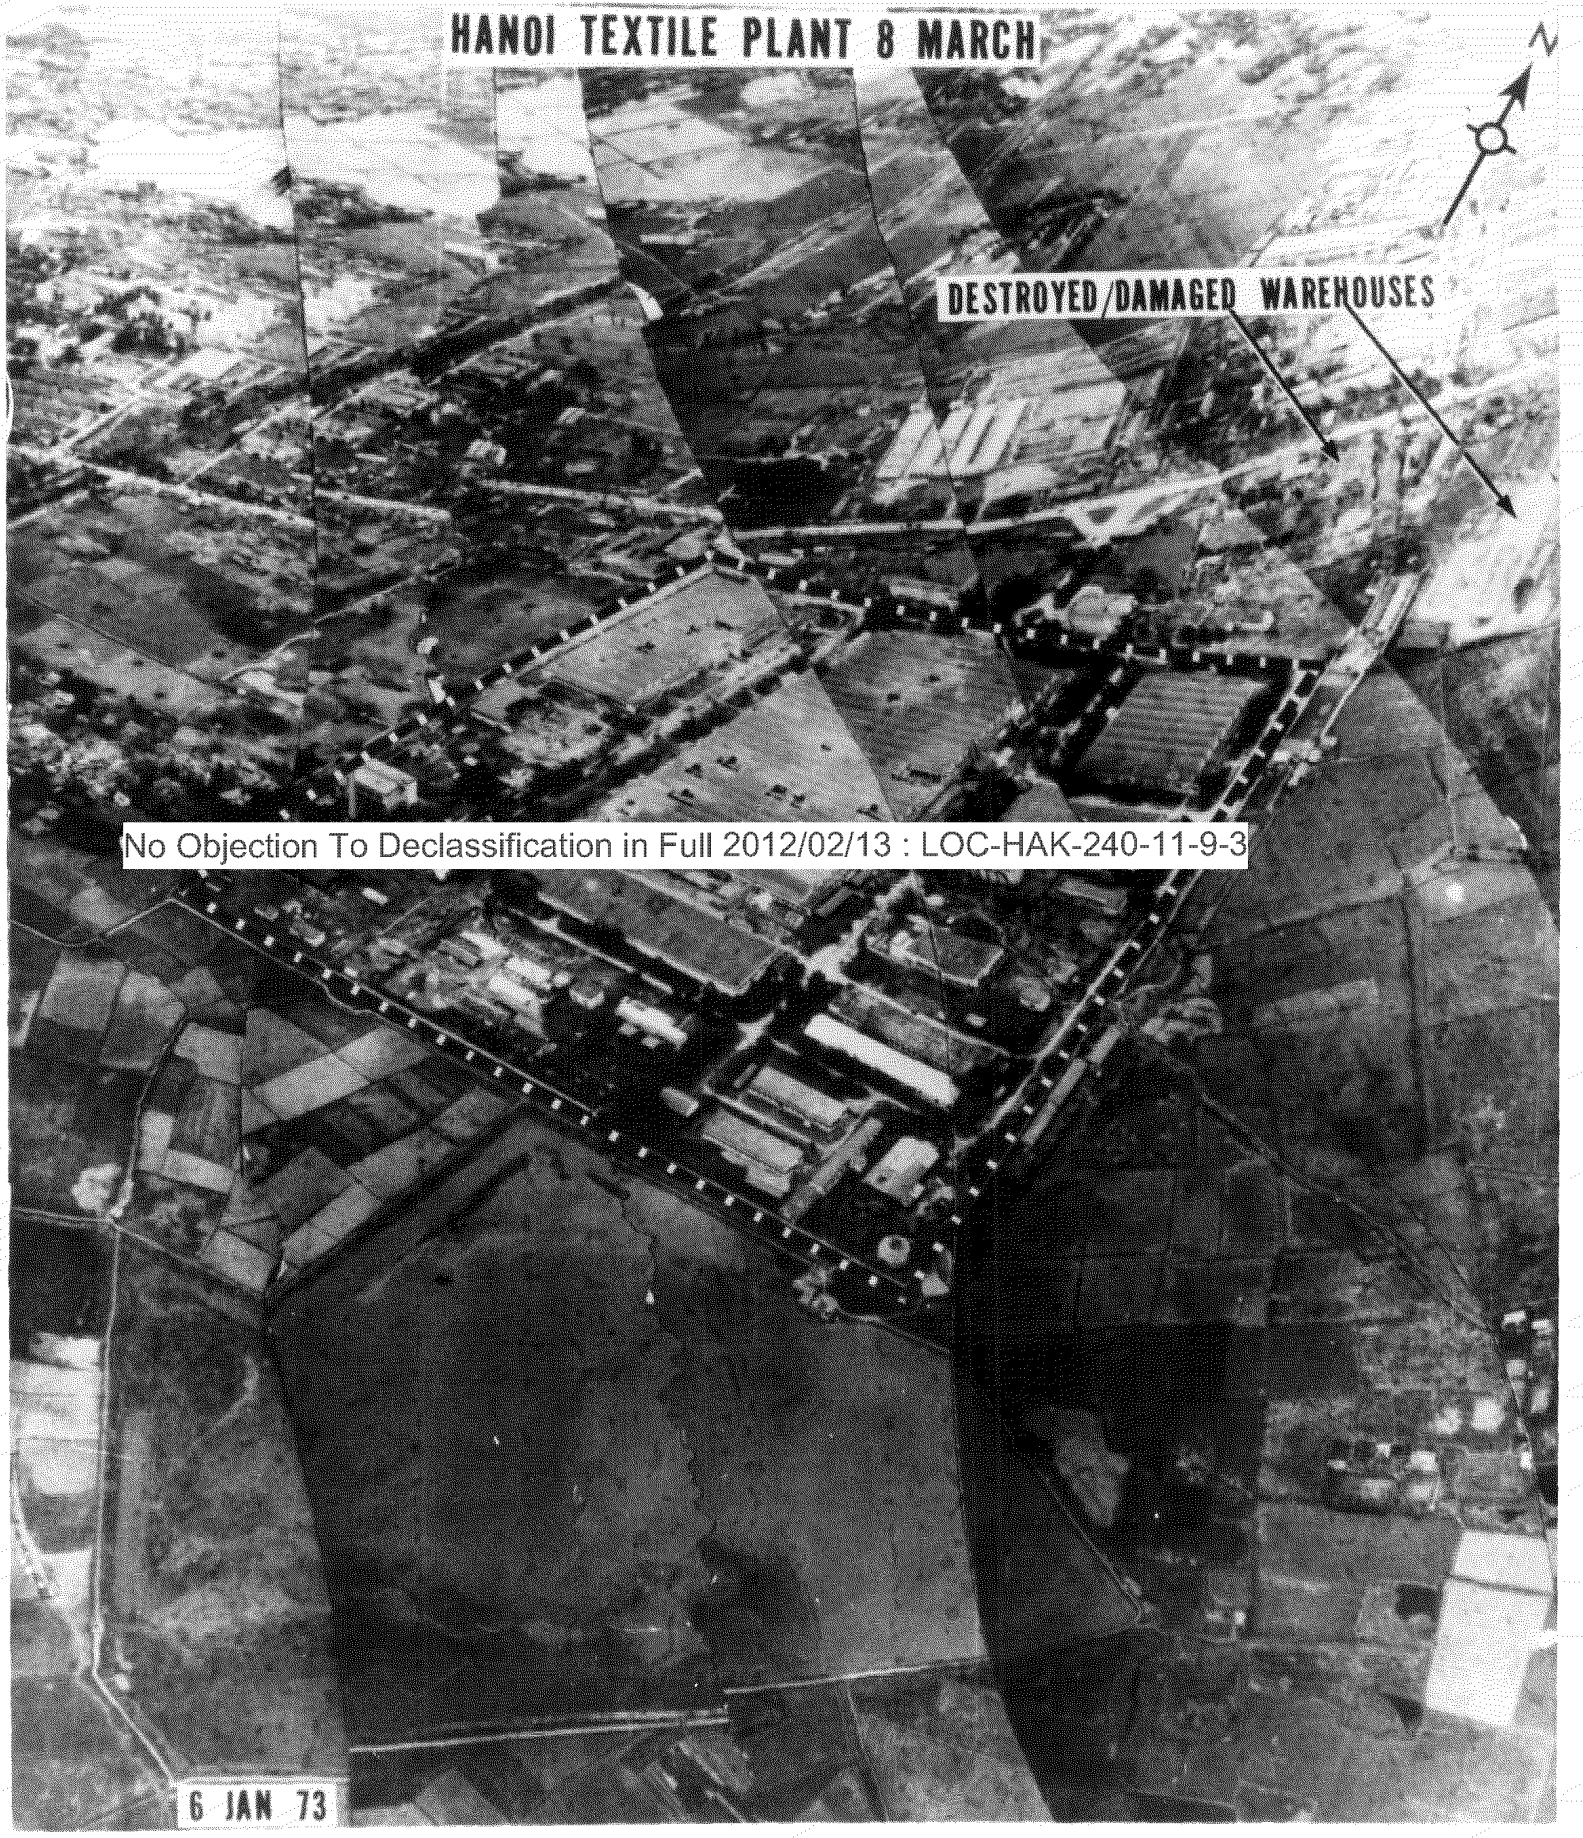 HANOI TEXTILE PLANT 8 MARCH
N
DESTROYED/DAMAGED WAREHOUSES
No Objection To Declassification in Full 2012/02/13 : LOC-HAK-240-11-9-3
6 JAN 73